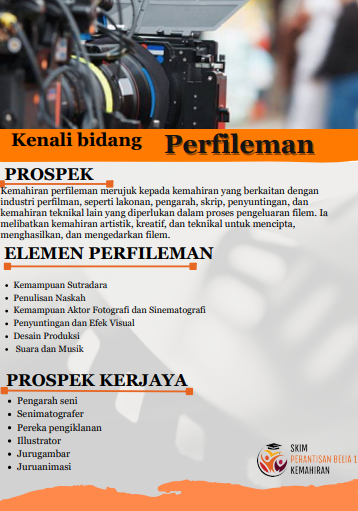 Kenali bidang Perfileman
PROSPEK
Kemahiran perfileman merujuk kepada kemahiran yang berkaitan dengan
industri perfilman, seperti lakonan, pengarah, skrip, penyuntingan, dan
kemahiran teknikal lain yang diperlukan dalam proses pengeluaran filem. Ia
melibatkan kemahiran artistik, kreatif, dan teknikal untuk mencipta,
menghasilkan, dan mengedarkan filem.
ELEMEN PERFILEMAN
• Kemampuan Sutradara
• Penulisan Naskah
• Kemampuan Aktor Fotografi dan Sinematografi
• Penyuntingan dan Efek Visual
• Desain Produksi
• Suara dan Musik
PROSPEK KERJAYA
• Pengarah seni
• Senimatografer
• Pereka pengiklanan
• Illustrator
• Jurugambar
• Juruanimasi
SKIM
PERANTISAN BELIA 1
KEMAHIRAN